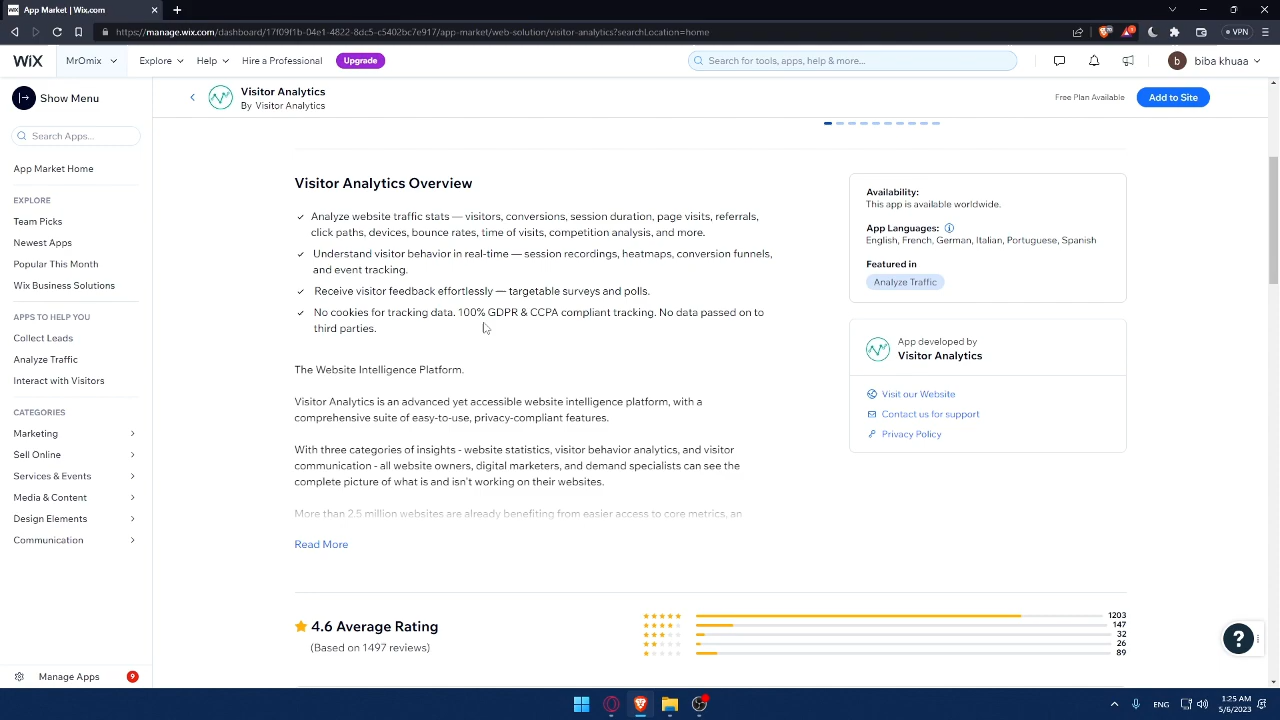 App Market | Wix.com
https://manage.wix.com/dashboard/17f09f1b-04e1-4822-8dc5-c5402bc7e917/app-market/web-solution/visitor-analytics?searchLocation=home
VPN
WiX
MrOmix
Explore
Help
Hire a Professional
Upgrade
Search for tools, apps, help & more...
b
biba khuaa
Show Menu
Search Apps...
App Market Home
EXPLORE
Team Picks
Newest Apps
Popular This Month
Wix Business Solutions
APPS TO HELP YOU
Collect Leads
Analyze Traffic
Interact with Visitors
CATEGORIES
Marketing
Sell Online
Services & Events
Media & Content
Design Elements
Communication
Manage Apps
9
Visitor Analytics
By Visitor Analytics
Free Plan Available
Add to Site
Visitor Analytics Overview
Analyze website traffic stats — visitors, conversions, session duration, page visits, referrals,
click paths, devices, bounce rates, time of visits, competition analysis, and more.
Understand visitor behavior in real-time — session recordings, heatmaps, conversion funnels,
and event tracking.
Receive visitor feedback effortlessly — targetable surveys and polls.
No cookies for tracking data. 100% GDPR & CCPA compliant tracking. No data passed on to
third parties.
The Website Intelligence Platform.
Visitor Analytics is an advanced yet accessible website intelligence platform, with a
comprehensive suite of easy-to-use, privacy-compliant features.
With three categories of insights - website statistics, visitor behavior analytics, and visitor
communication - all website owners, digital marketers, and demand specialists can see the
complete picture of what is and isn't working on their websites.
More than 2.5 million websites are already benefiting from easier access to core metrics, an
Read More
Availability:
This app is available worldwide.
App Languages:
English, French, German, Italian, Portuguese, Spanish
Featured in
Analyze Traffic
App developed by
Visitor Analytics
Visit our Website
Contact us for support
Privacy Policy
4.6 Average Rating
(Based on 1497 reviews)
1203
147
32
26
89
?
ENG
1:25 AM
5/6/2023